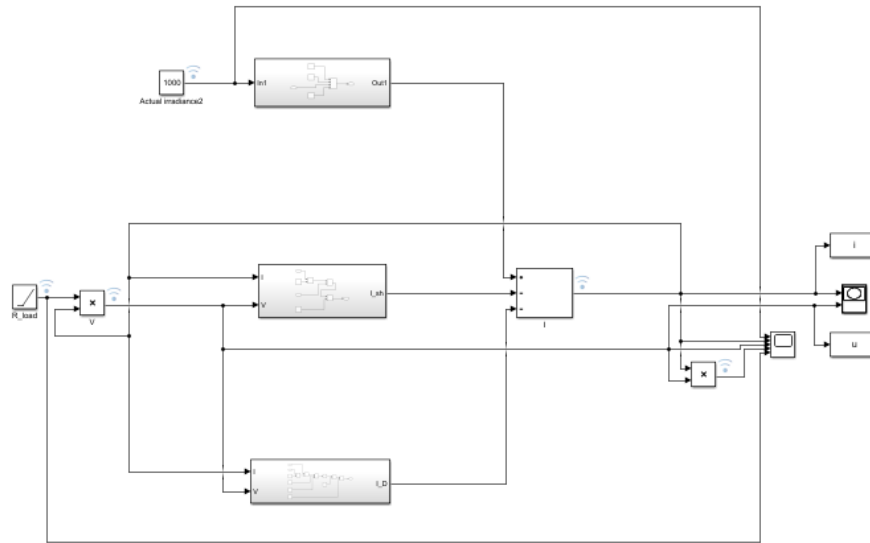 1000
Actual irradiance2
In1
Out1
i
I
V
I_sh
R_load
V
I
u
I
V
I_D